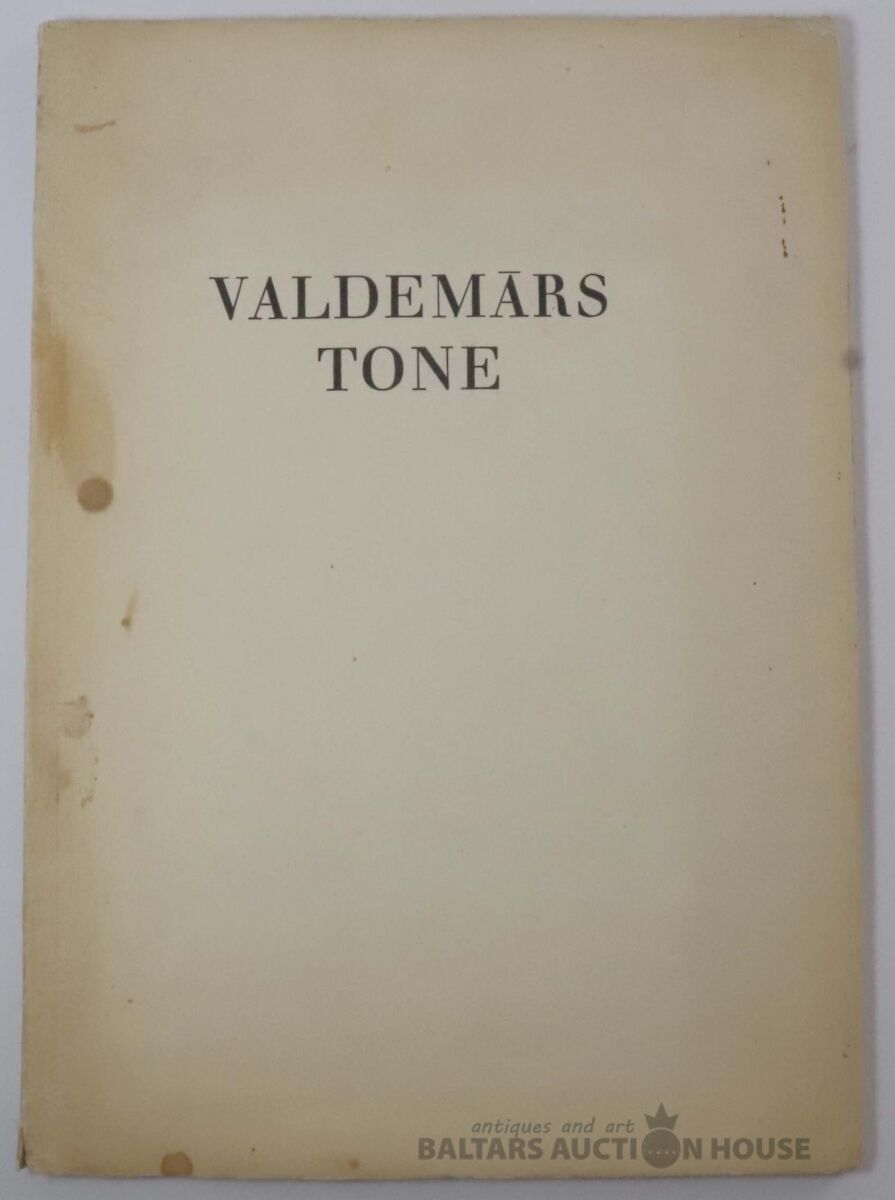 VALDEMĀRS
TONE
antiques and art
BALTARS AUCTION HOUSE